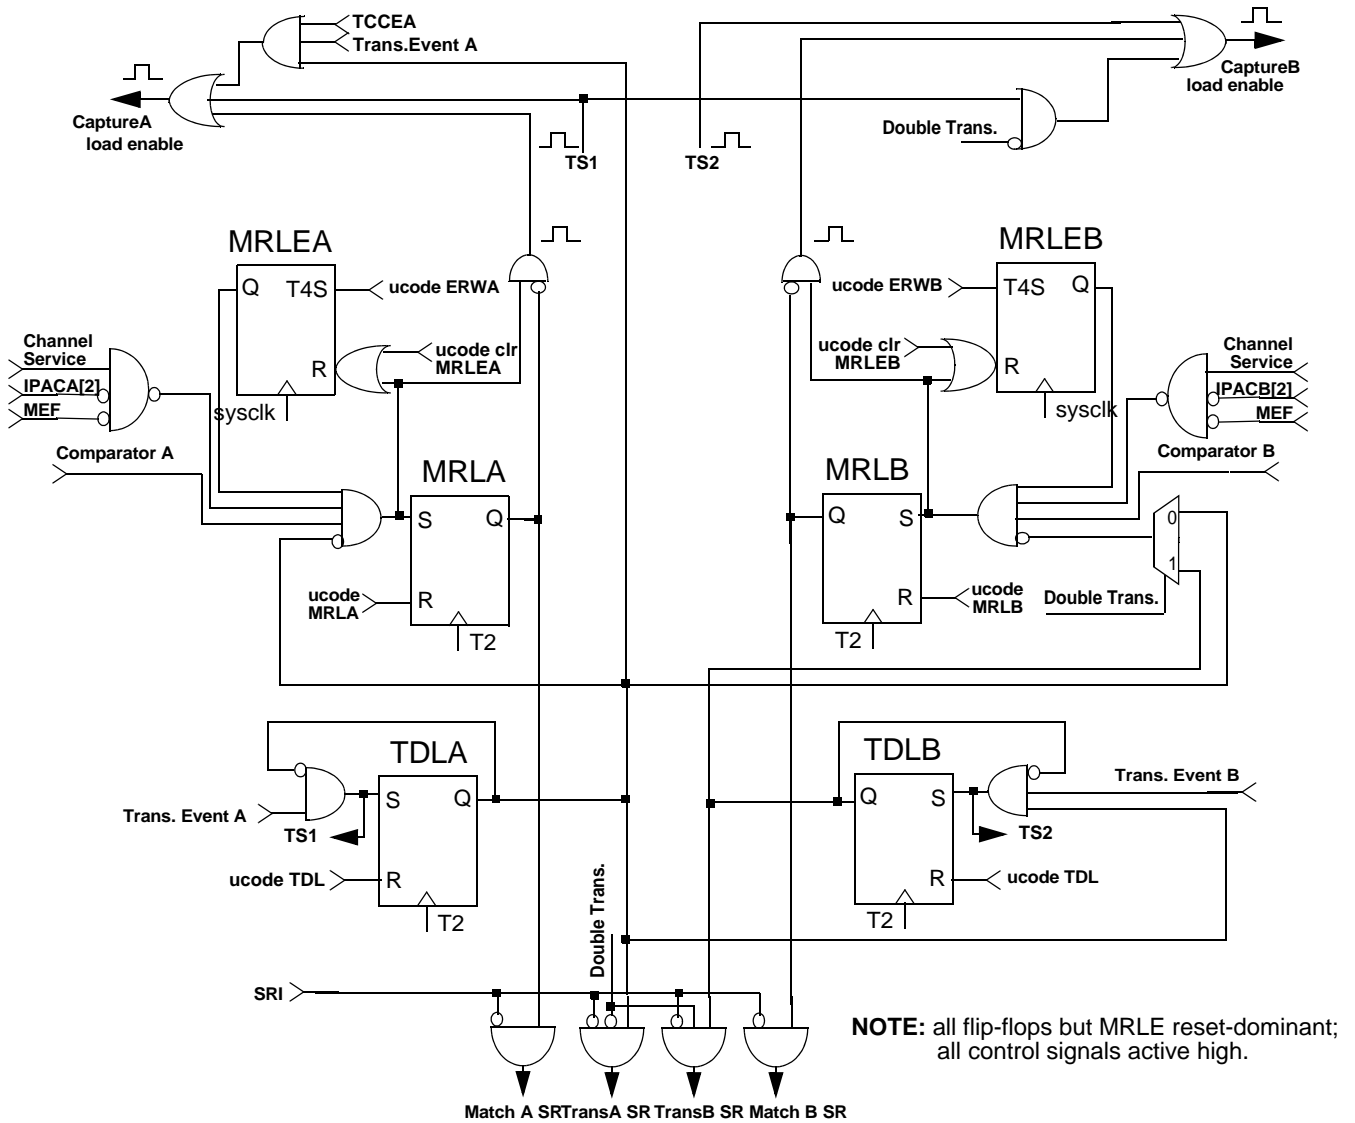 TCCEA
Trans.Event A
CaptureA
load enable
TS1
TS2
Double Trans.
CaptureB
load enable
MRLEA
Q
T4S
R
sysclk
ucode ERWA
ucode clr
MRLEA
MRLEB
T4S
Q
R
sysclk
ucode ERWB
ucode clr
MRLEB
Channel
Service
IPACA[2]
MEF
Comparator A
Channel
Service
IPACB[2]
MEF
Comparator B
MRLA
S
Q
R
T2
ucode
MRLA
MRLB
Q
S
R
T2
ucode
MRLB
0
1
Double Trans.
TDLA
S
Q
R
T2
Trans. Event A
TS1
ucode TDL
TDLB
Q
S
R
T2
Trans. Event B
TS2
ucode TDL
Double Trans.
SRI
NOTE: all flip-flops but MRLE reset-dominant;
all control signals active high.
Match A SR
TransA SR
TransB SR
Match B SR